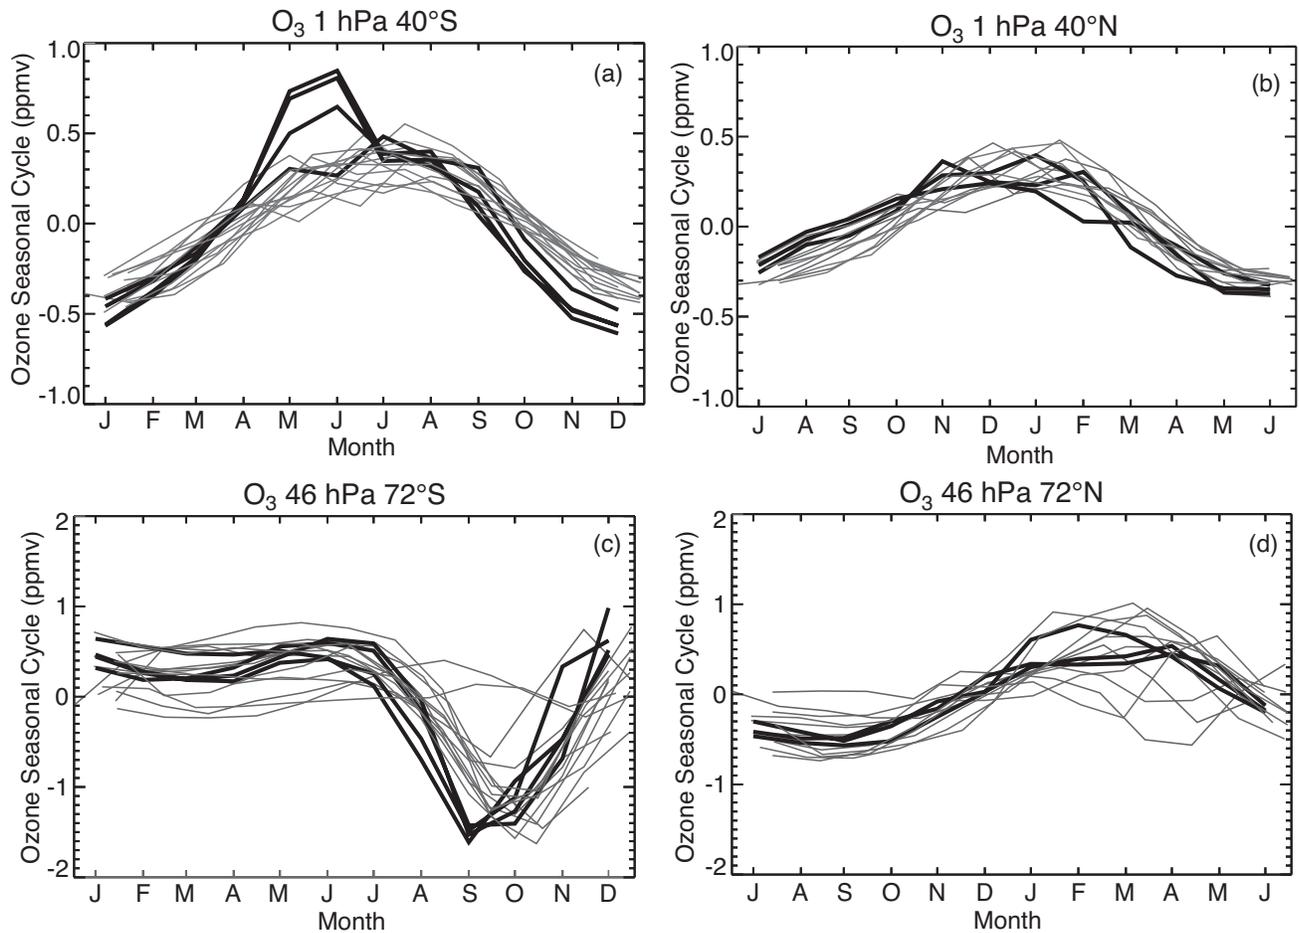 O3 1 hPa 40°S
Ozone Seasonal Cycle (ppmv)
1.0
0.5
0.0
-0.5
-1.0
(a)
J F M A M J J A S O N D
Month
O3 1 hPa 40°N
Ozone Seasonal Cycle (ppmv)
1.0
0.5
0.0
-0.5
-1.0
(b)
J A S O N D J F M A M J
Month
O3 46 hPa 72°S
Ozone Seasonal Cycle (ppmv)
2
1
0
-1
-2
(c)
J F M A M J J A S O N D
Month
O3 46 hPa 72°N
Ozone Seasonal Cycle (ppmv)
2
1
0
-1
-2
(d)
J A S O N D J F M A M J
Month